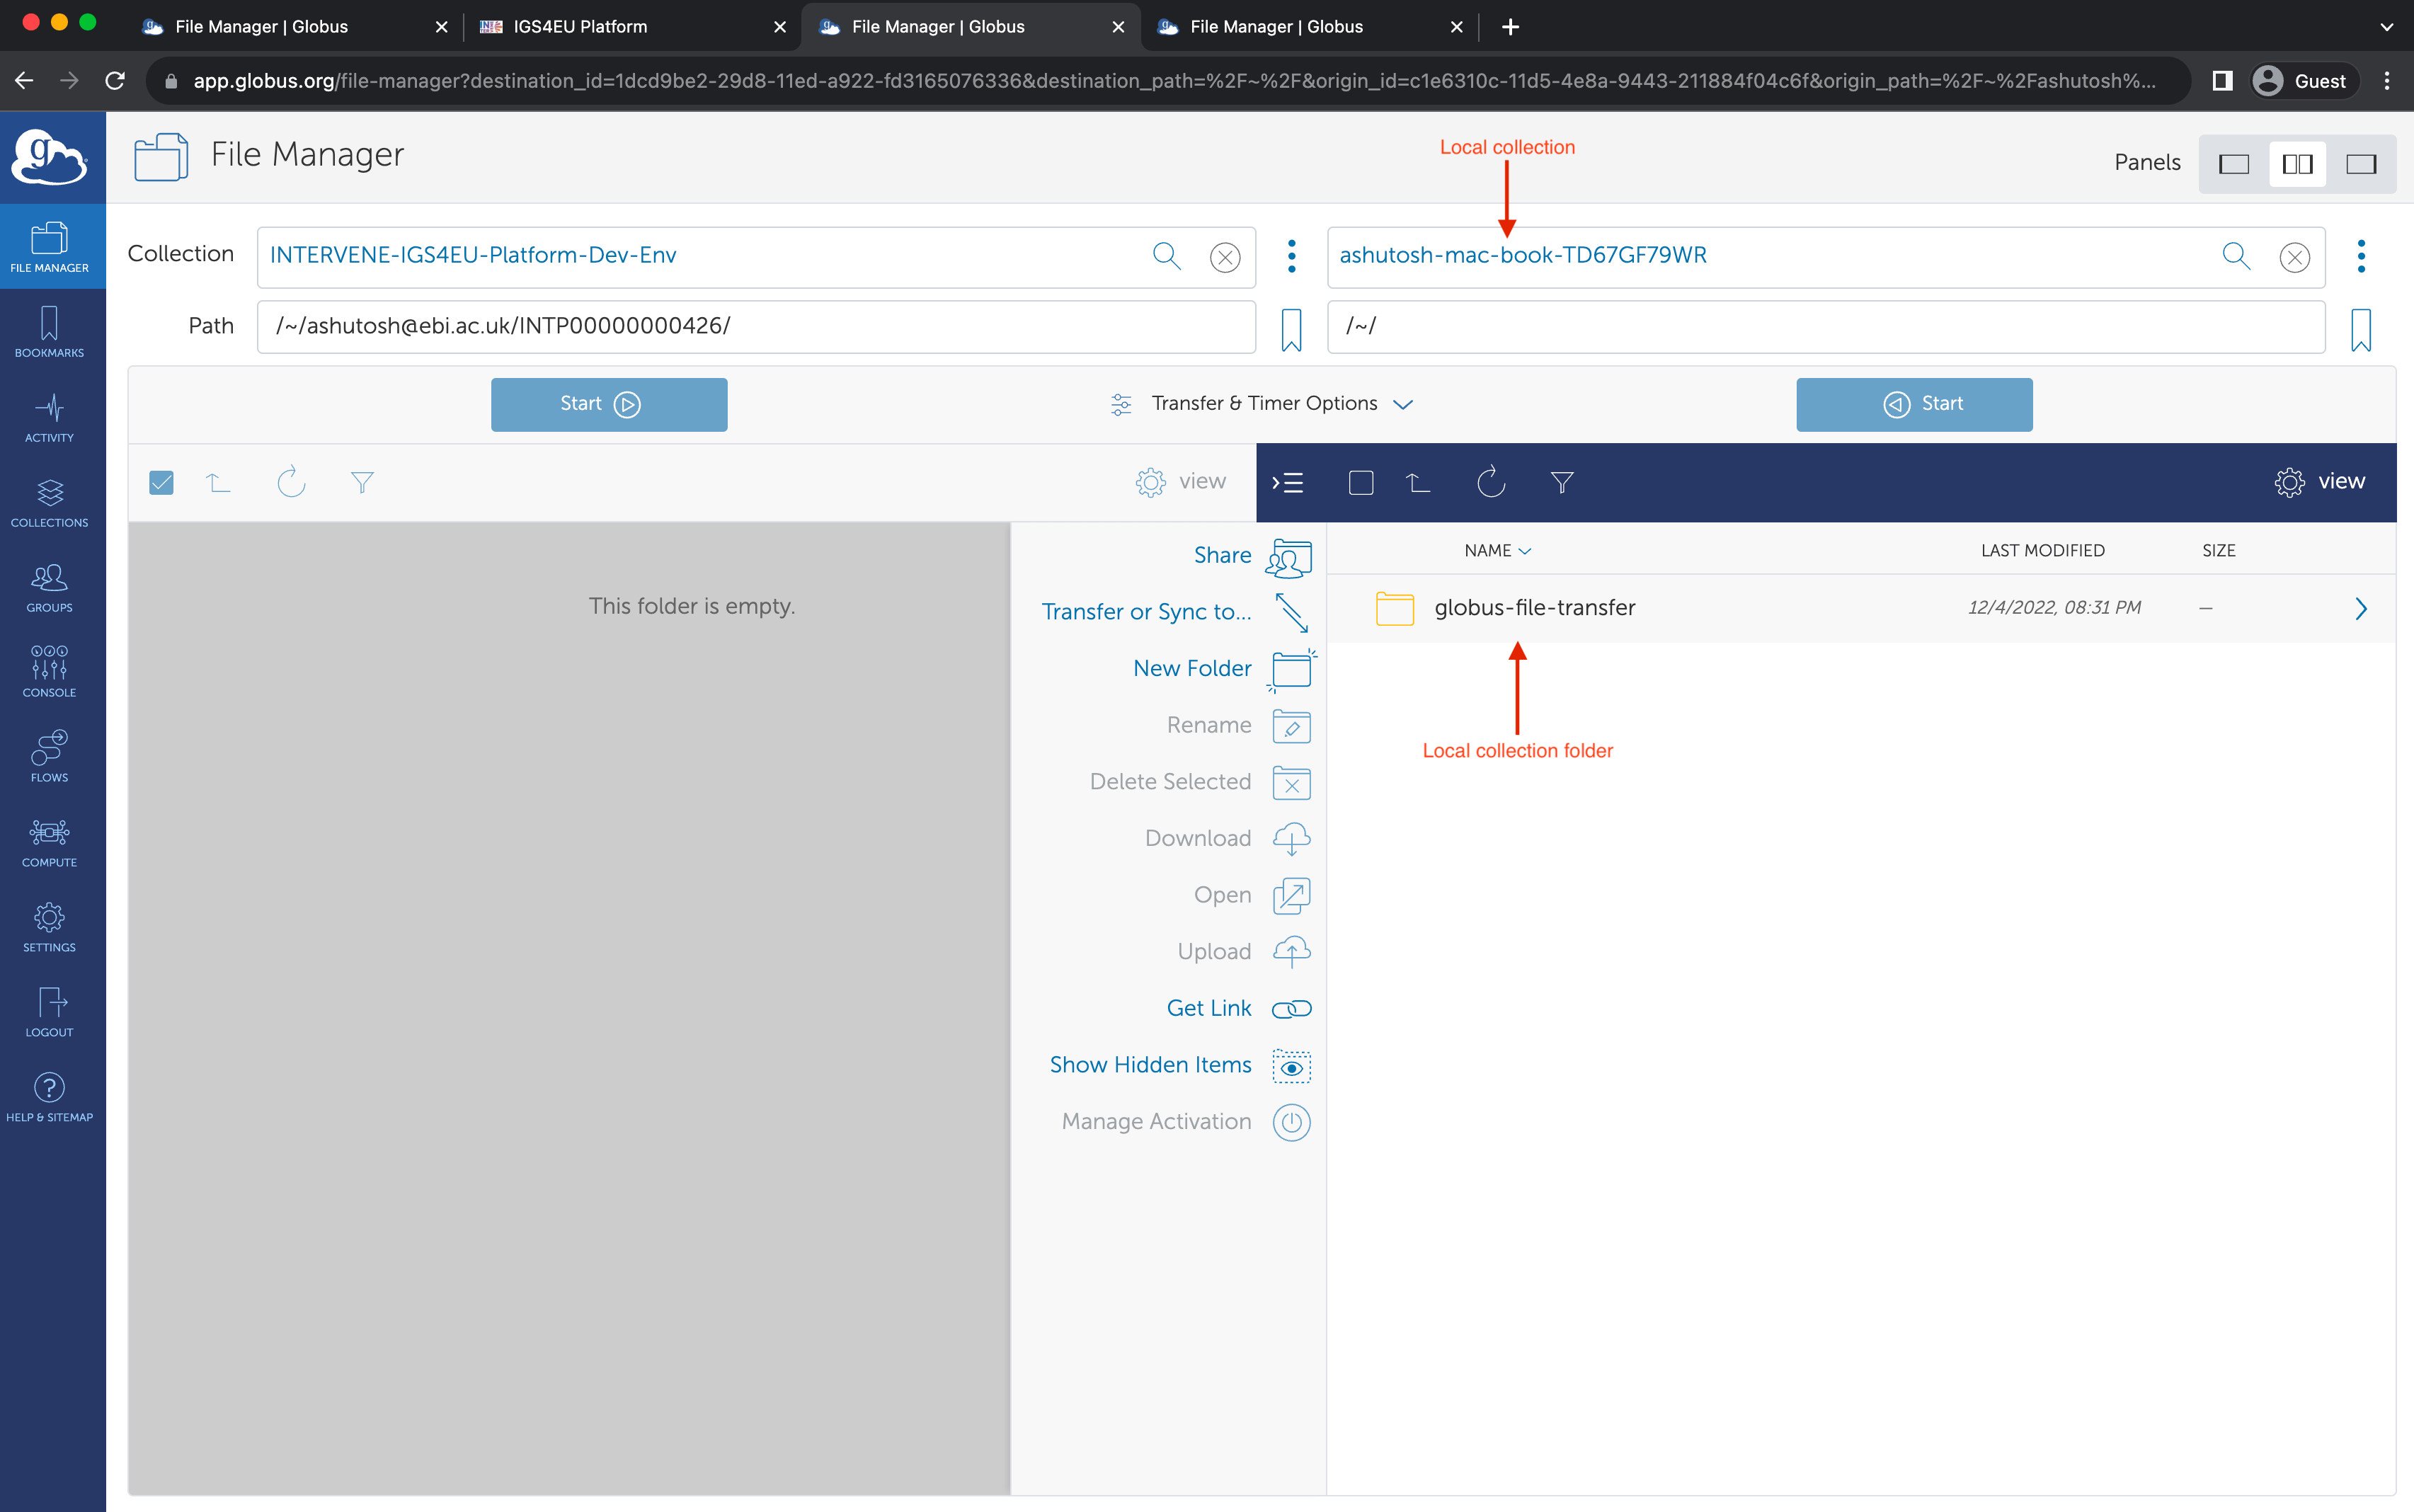 File Manager | Globus
IGS4EU Platform
File Manager | Globus
File Manager | Globus
app.globus.org/file-manager?destination_id=1dcd9be2-29d8-11ed-a922-fd3165076336&destination_path=%2F~%2F&origin_id=c1e6310c-11d5-4e8a-9443-211884f04c6f&origin_path=%2F~%2Fashutosh%...
Guest
g
File Manager
Local collection
Panels
FILE MANAGER
BOOKMARKS
ACTIVITY
COLLECTIONS
GROUPS
CONSOLE
FLOWS
COMPUTE
SETTINGS
LOGOUT
HELP & SITEMAP
Collection
INTERVENE-IGS4EU-Platform-Dev-Env
ashutosh-mac-book-TD67GF79WR
Path
/~/ashutosh@ebi.ac.uk/INTP00000000426/
/~/
Start
Transfer & Timer Options
Start
view
view
This folder is empty.
Share
Transfer or Sync to...
New Folder
Rename
Delete Selected
Download
Open
Upload
Get Link
Show Hidden Items
Manage Activation
NAME
LAST MODIFIED
SIZE
globus-file-transfer
12/4/2022, 08:31 PM
—
Local collection folder